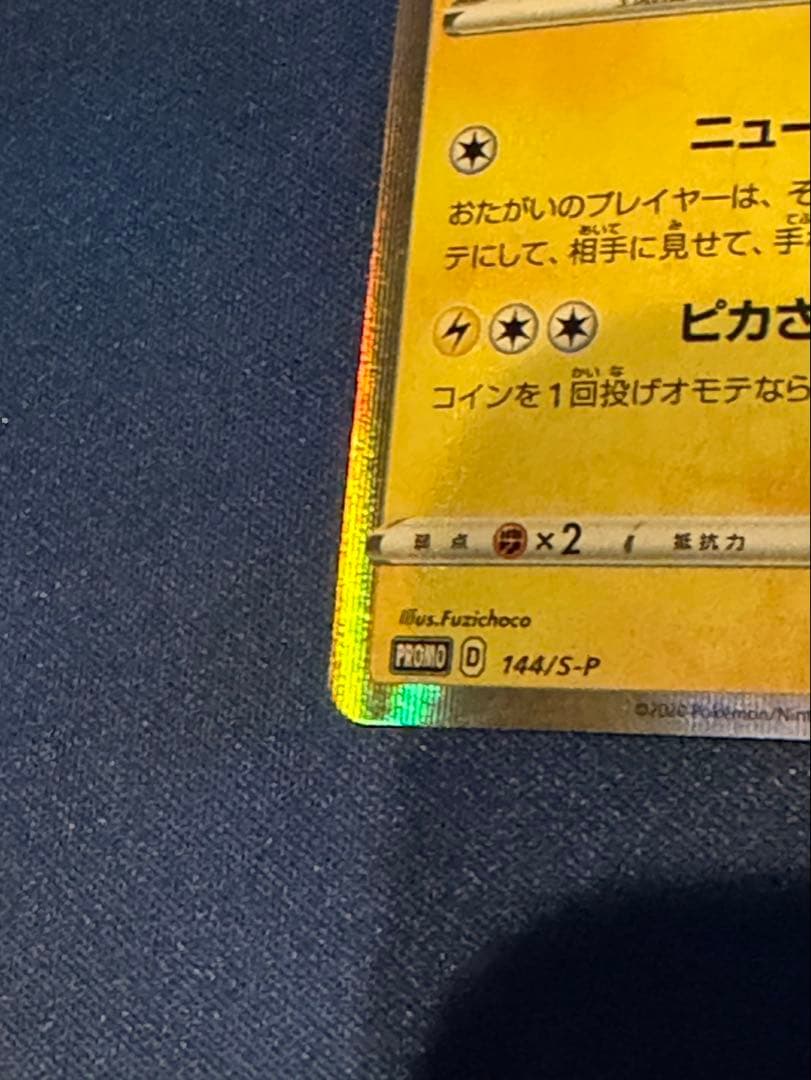 ニュー
おたがいのプレイヤーは、そ
テにして、相手に見せて、手
ピカさ
コインを1回投げオモテなら
弱点 ×2 抵抗力
Illus.Fuzichoco
PROMO D 144/S-P
©2020 Pokémon/Nint